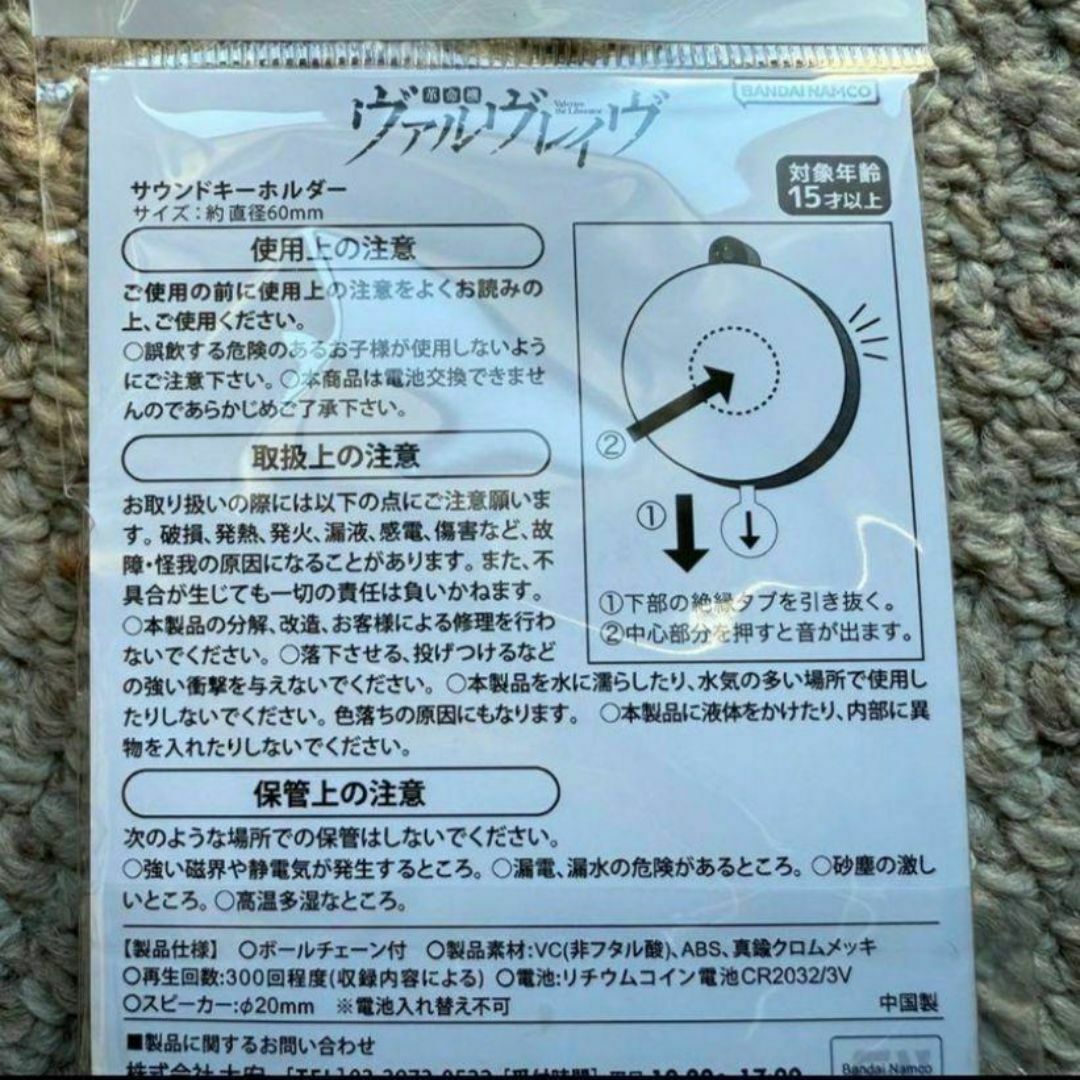 革命機
ヴァルヴレイヴ
Valvrave the Liberator
BANDAI NAMCO
対象年齢
15才以上
サウンドキーホルダー
サイズ：約直径60mm
使用上の注意
ご使用の前に使用上の注意をよくお読みの
上、ご使用ください。
○誤飲する危険のあるお子様が使用しないよう
にご注意下さい。○本商品は電池交換できませ
んのであらかじめご了承下さい。
取扱上の注意
お取り扱いの際には以下の点にご注意願いま
す。破損、発熱、発火、漏液、感電、傷害など、故
障・怪我の原因になることがあります。また、不
具合が生じても一切の責任は負いかねます。
○本製品の分解、改造、お客様による修理を行わ
ないでください。○落下させる、投げつけるなど
の強い衝撃を与えないでください。○本製品を水に濡らしたり、水気の多い場所で使用し
たりしないでください。色落ちの原因にもなります。 ○本製品に液体をかけたり、内部に異
物を入れたりしないでください。
②
①
①下部の絶縁タブを引き抜く。
②中心部分を押すと音が出ます。
保管上の注意
次のような場所での保管はしないでください。
○強い磁界や静電気が発生するところ。○漏電、漏水の危険があるところ。○砂塵の激し
いところ。○高温多湿なところ。
【製品仕様】 ○ボールチェーン付 ○製品素材:VC(非フタル酸)、ABS、真鍮クロムメッキ
○再生回数:300回程度(収録内容による) ○電池:リチウムコイン電池CR2032/3V
○スピーカー:φ20mm ※電池入れ替え不可
中国製
■製品に関するお問い合わせ
株式会社
Bandai Namco